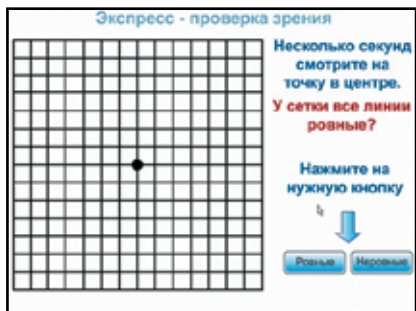 Экспресс - проверка зрения
Несколько секунд
смотрите на
точку в центре.
У сетки все линии
ровные?
Нажмите на
нужную кнопку
Ровные
Неровные